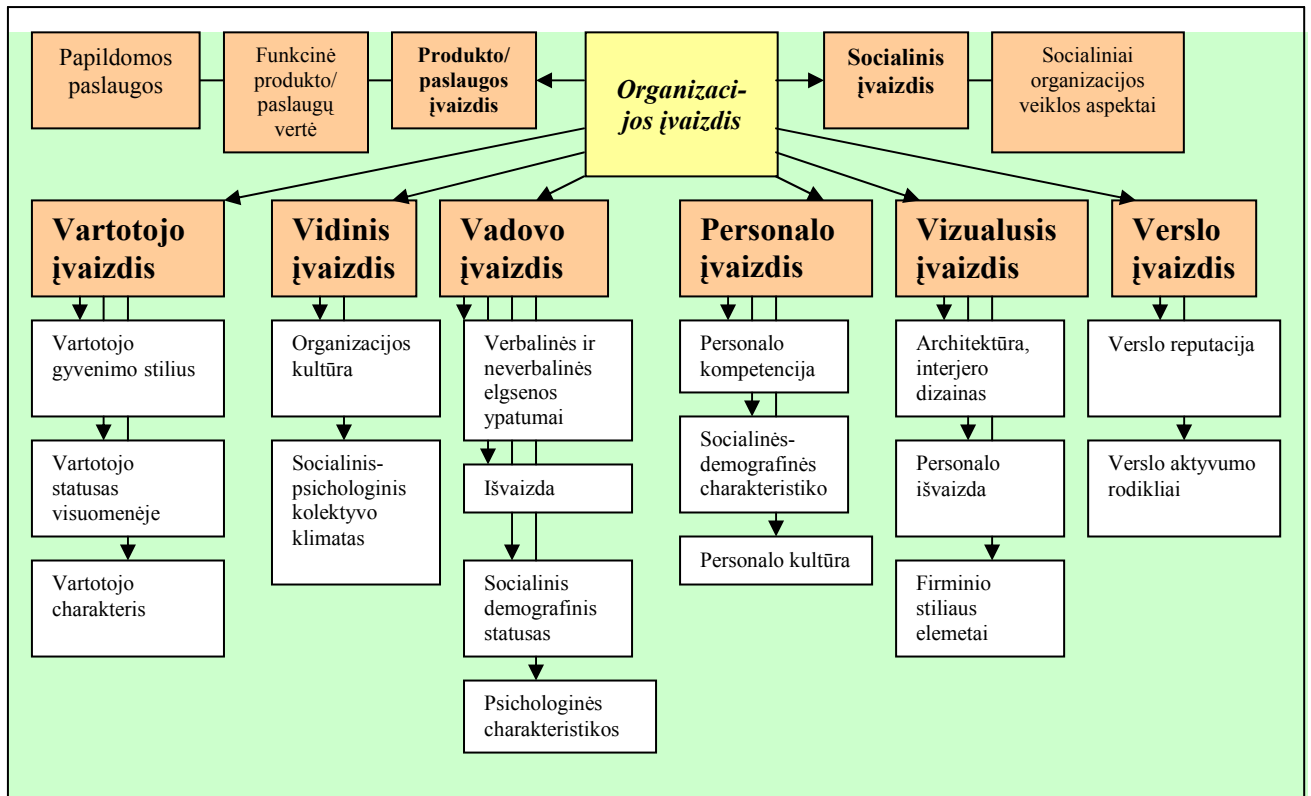 Papildomos
paslaugos
Funkcinė
produkto/
paslaugų
vertė
Produkto/
paslaugos
įvaizdis
Organizaci-
jos įvaizdis
Socialinis
įvaizdis
Socialiniai
organizacijos
veiklos aspektai
Vartotojo
įvaizdis
Vidinis
įvaizdis
Vadovo
įvaizdis
Personalo
įvaizdis
Vizualusis
įvaizdis
Verslo
įvaizdis
Vartotojo
gyvenimo stilius
Vartotojo
statusas
visuomenėje
Vartotojo
charakteris
Organizacijos
kultūra
Socialinis-
psichologinis
kolektyvo
klimatas
Verbalinės ir
neverbalinės
elgsenos
ypatumai
Išvaizda
Socialinis
demografinis
statusas
Psichologinės
charakteristikos
Personalo
kompetencija
Socialinės-
demografinės
charakteristiko
Personalo kultūra
Architektūra,
interjero
dizainas
Personalo
išvaizda
Firminio
stiliaus
elemetai
Verslo reputacija
Verslo aktyvumo
rodikliai